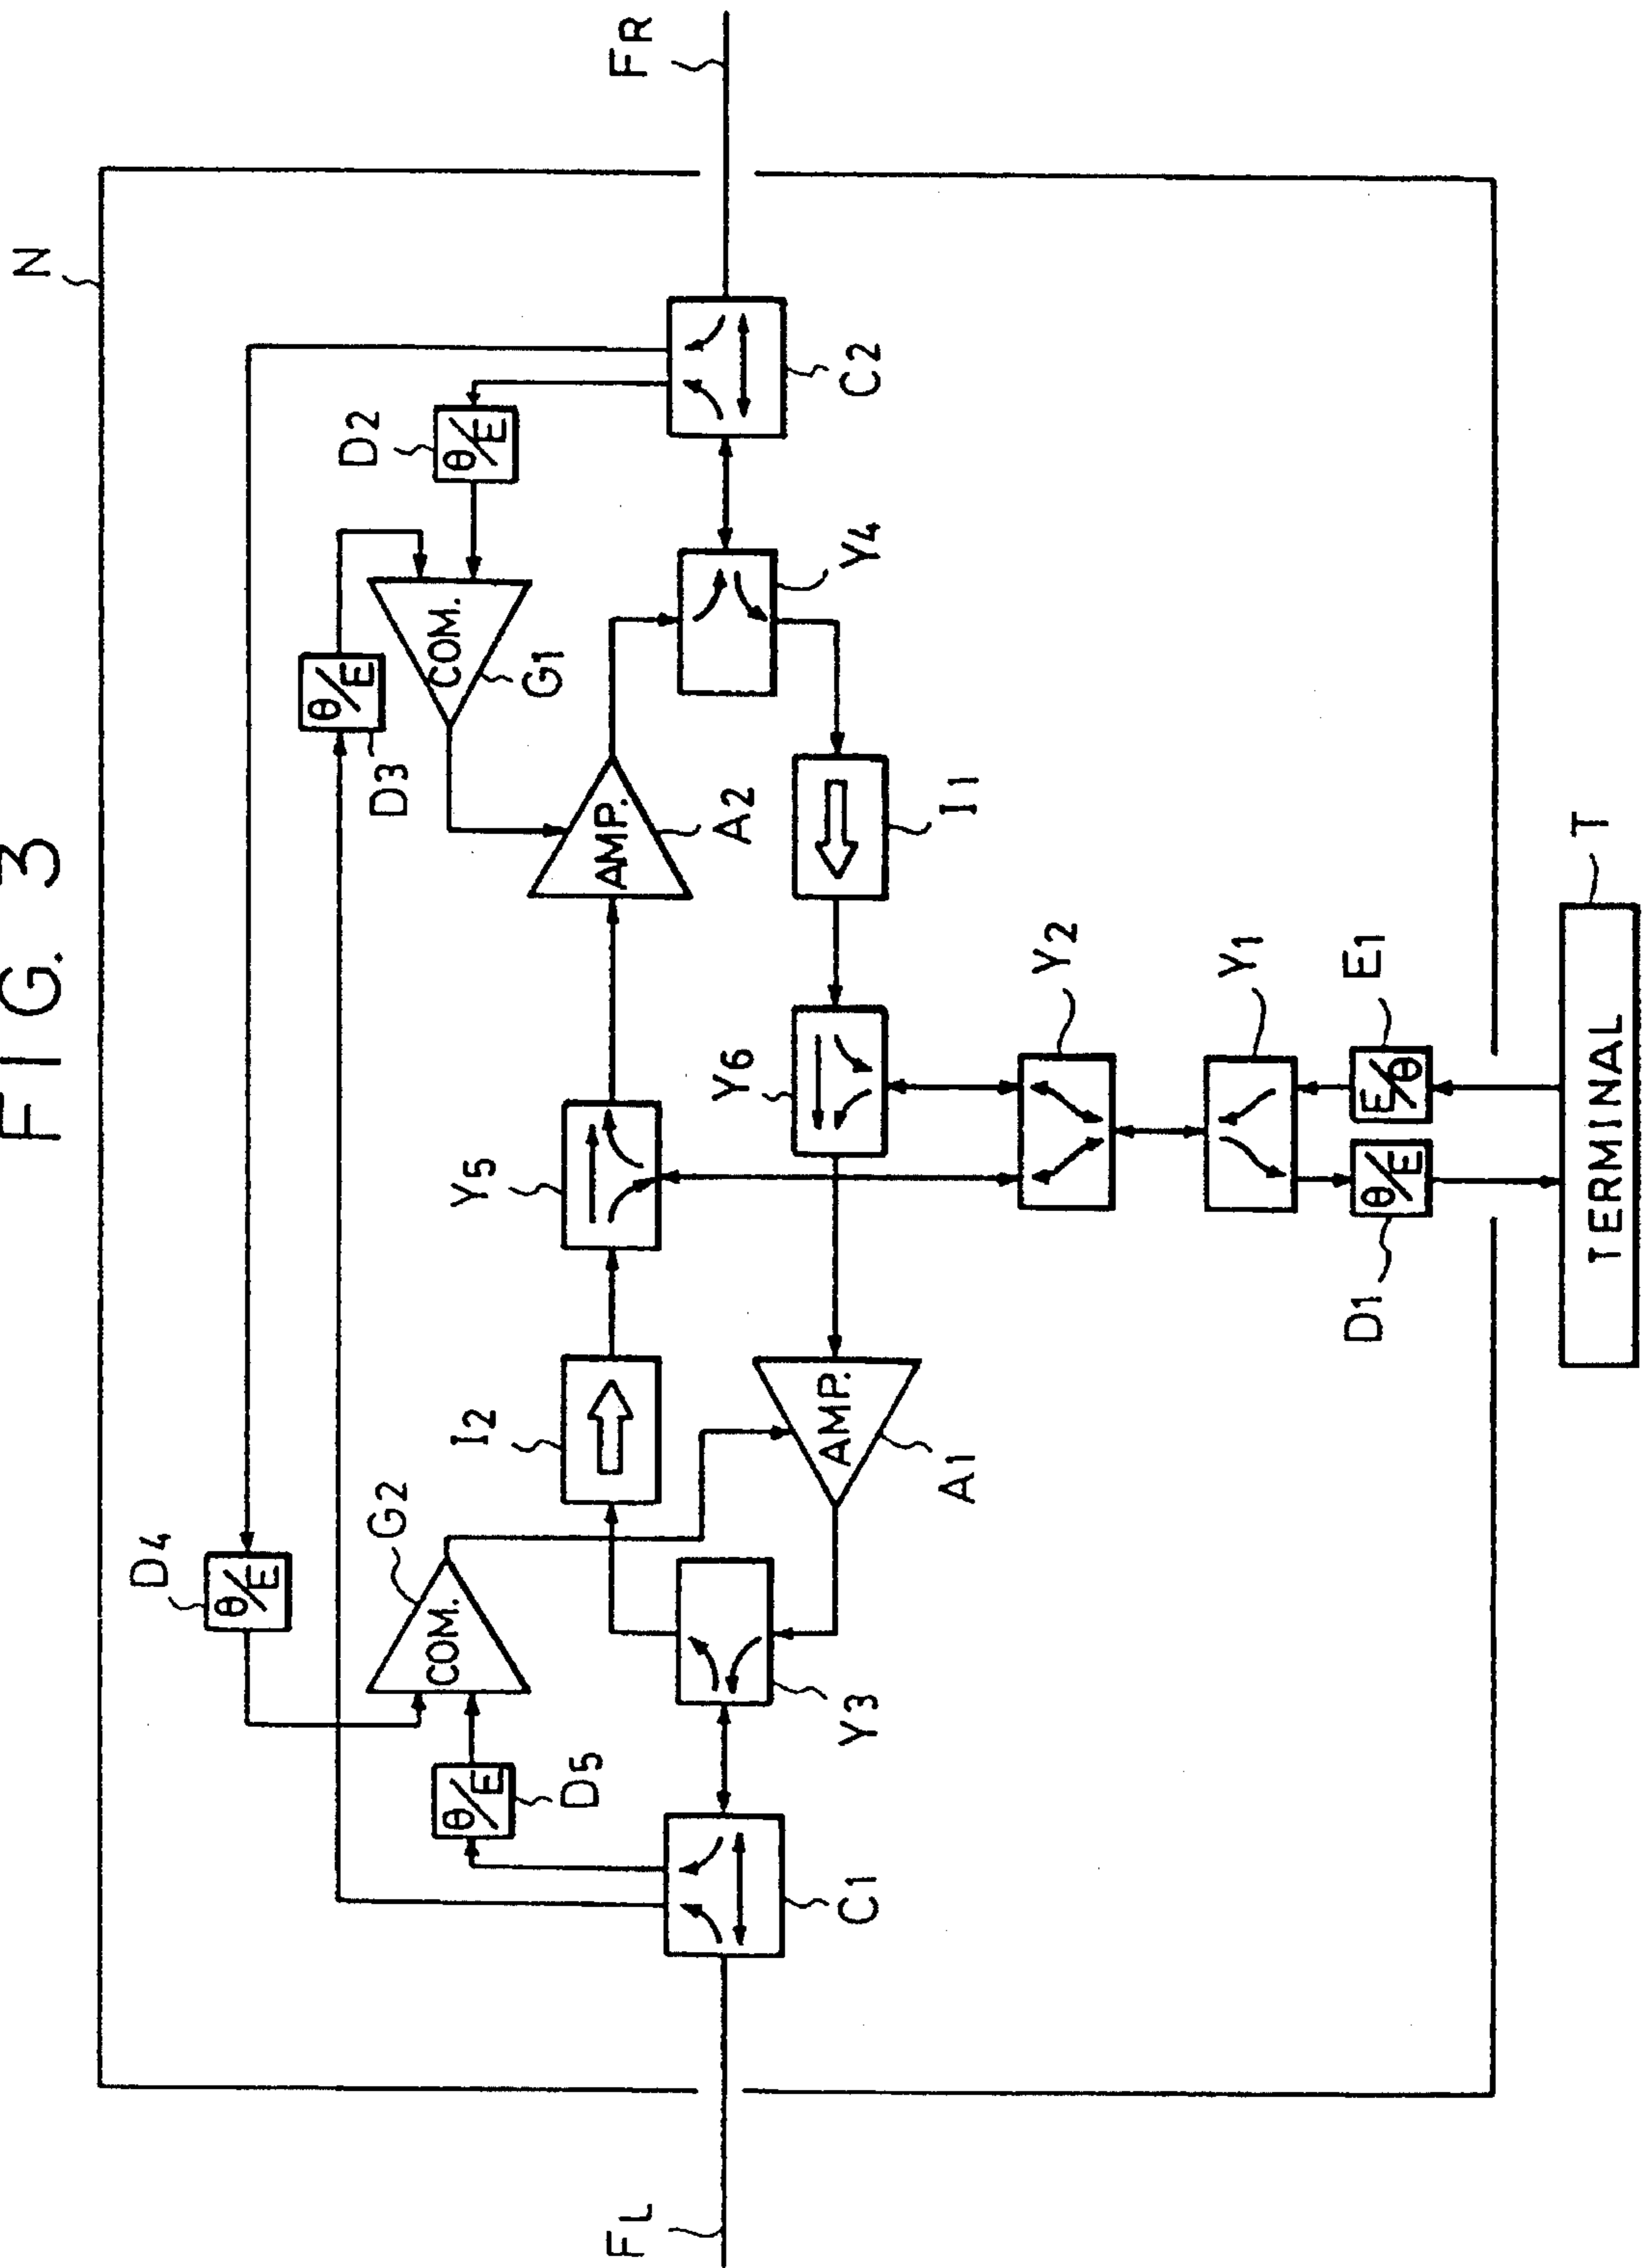 FIG. 3
N
D4
θ/E
D3
θ/E
D2
θ/E
G2
COM.
COM.
G1
D5
θ/E
I2
Y5
AMP.
A2
FL
C1
Y3
Y4
C2
FR
AMP.
A1
Y6
I1
Y2
Y1
D1
θ/E
E/θ
E1
TERMINAL
T